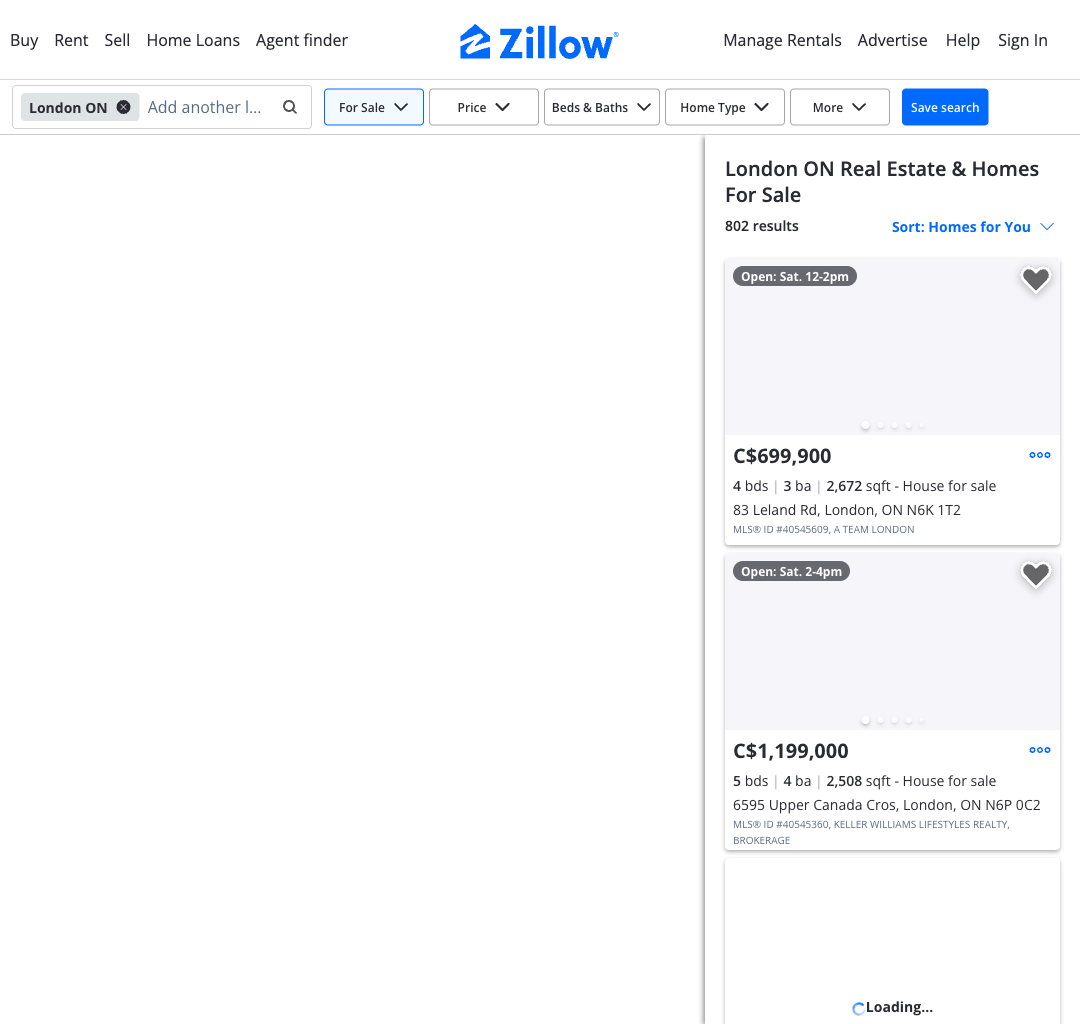 Buy Rent Sell Home Loans Agent finder Zillow® Manage Rentals Advertise Help Sign In
London ON Add another l... For Sale Price Beds & Baths Home Type More Save search
London ON Real Estate & Homes
For Sale
802 results Sort: Homes for You
Open: Sat. 12-2pm
C$699,900
4 bds | 3 ba | 2,672 sqft - House for sale
83 Leland Rd, London, ON N6K 1T2
MLS® ID #40545609, A TEAM LONDON
Open: Sat. 2-4pm
C$1,199,000
5 bds | 4 ba | 2,508 sqft - House for sale
6595 Upper Canada Cros, London, ON N6P 0C2
MLS® ID #40545360, KELLER WILLIAMS LIFESTYLES REALTY,
BROKERAGE
Loading...